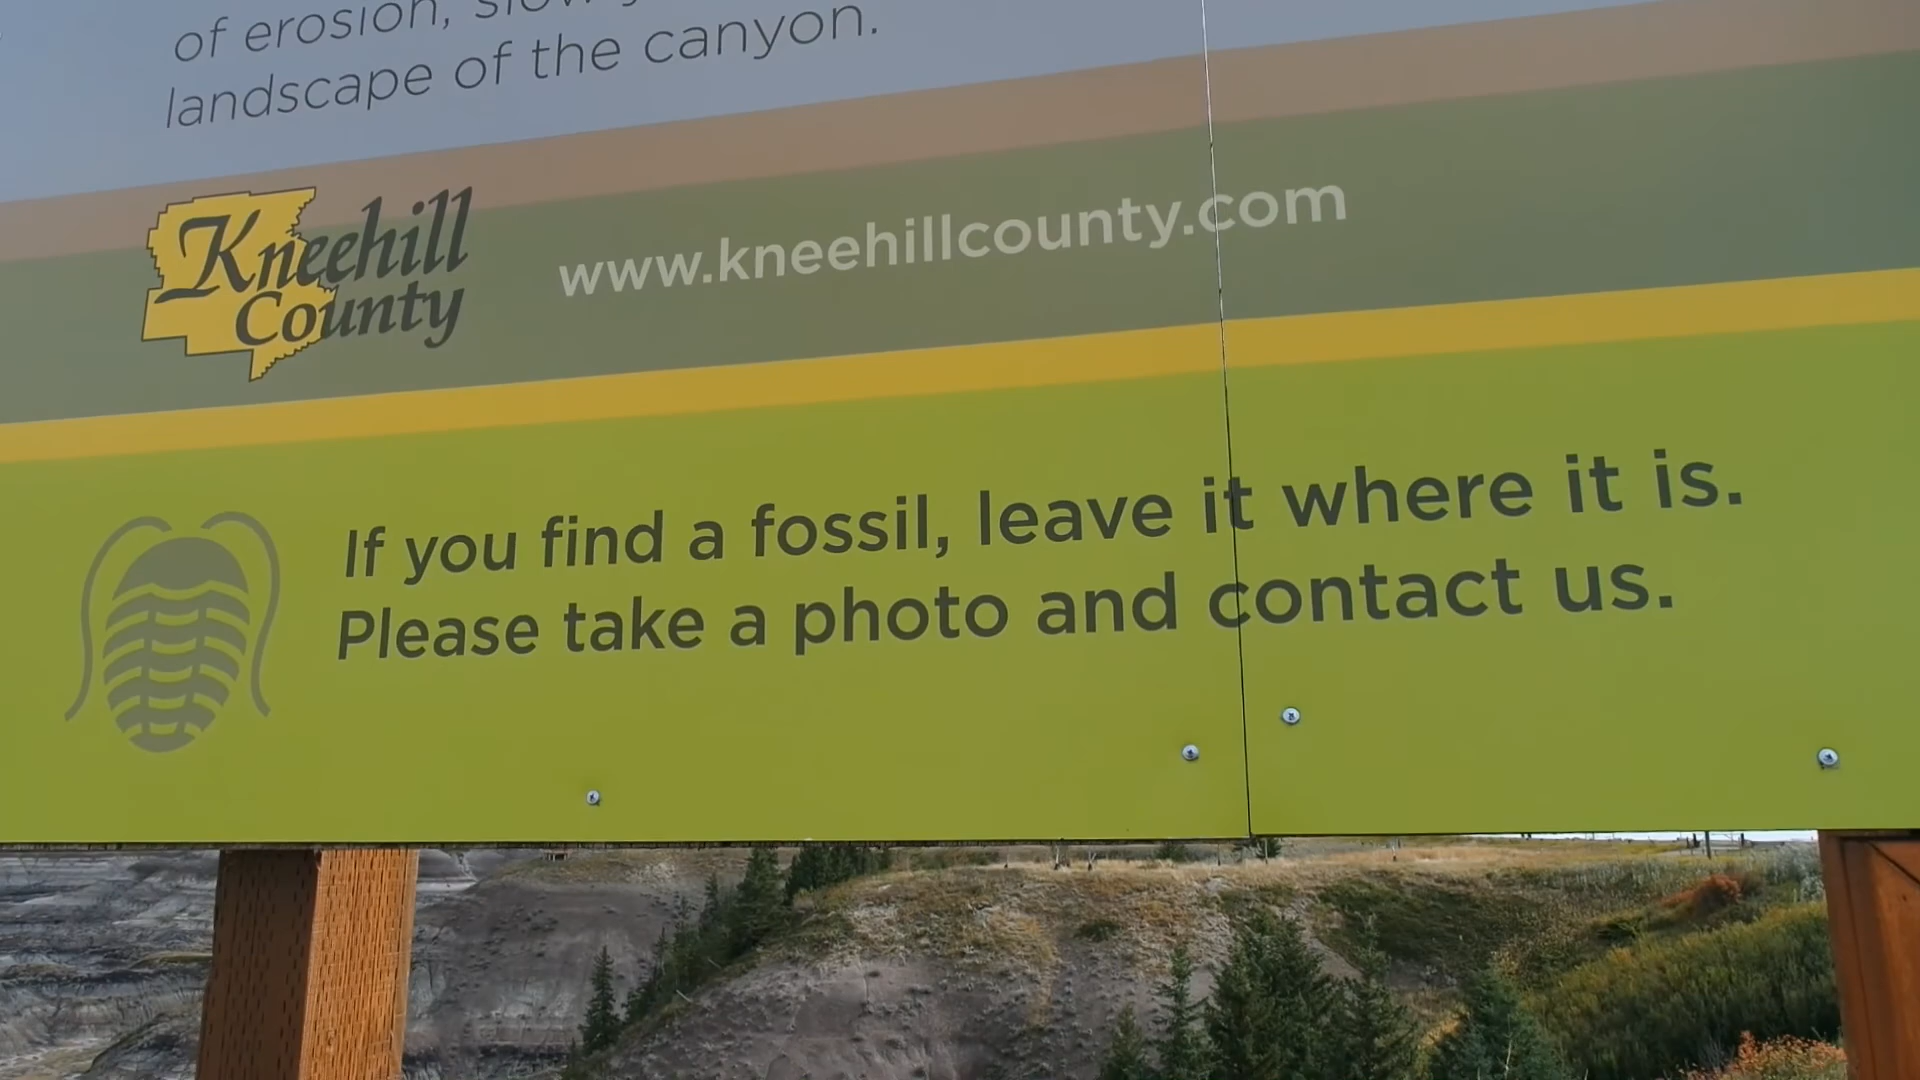 of erosion,
landscape of the canyon.
Kneehill
County
www.kneehillcounty.com
If you find a fossil, leave it where it is.
Please take a photo and contact us.